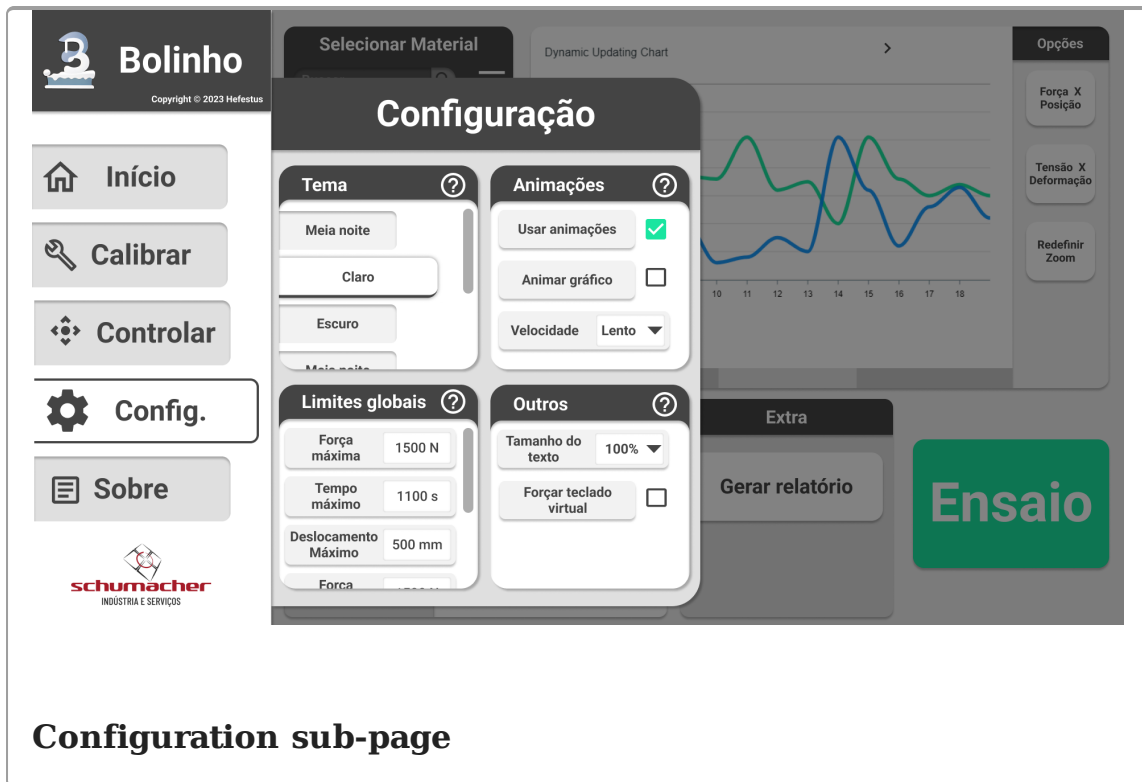 Bolinho
Copyright © 2023 Hefestus
Início
Calibrar
Controlar
Config.
Sobre
schumacher
INDÚSTRIA E SERVIÇOS
Selecionar Material
Configuração
Tema
Meia noite
Claro
Escuro
Meia noite
Animações
Usar animações
Animar gráfico
Velocidade Lento
Limites globais
Força
máxima
1500 N
Tempo
máximo
1100 s
Deslocamento
Máximo
500 mm
Força
Outros
Tamanho do
texto
100%
Forçar teclado
virtual
Dynamic Updating Chart
10 11 12 13 14 15 16 17 18
Opções
Força X
Posição
Tensão X
Deformação
Redefinir
Zoom
Extra
Gerar relatório
Ensaio
Configuration sub-page